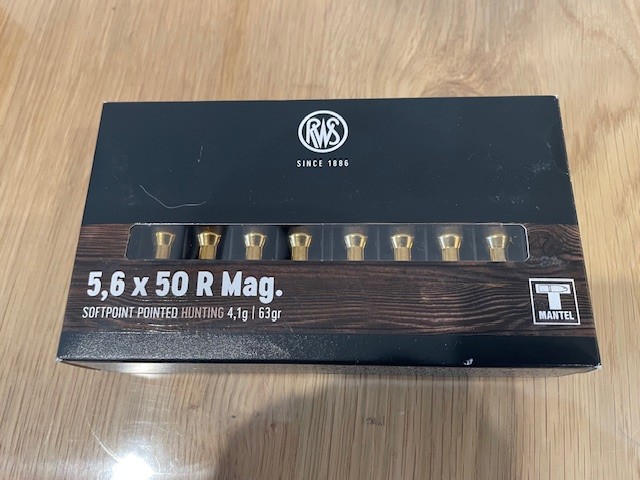 RWS
SINCE 1886
5,6 x 50 R Mag.
SOFTPOINT POINTED HUNTING 4,1g | 63gr
T
MANTEL